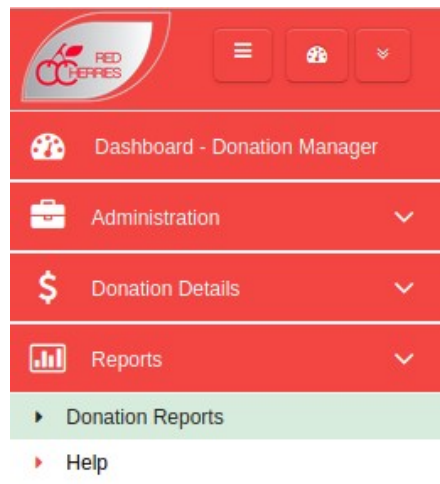 RED
CHERRIES
Dashboard - Donation Manager
Administration
Donation Details
Reports
Donation Reports
Help